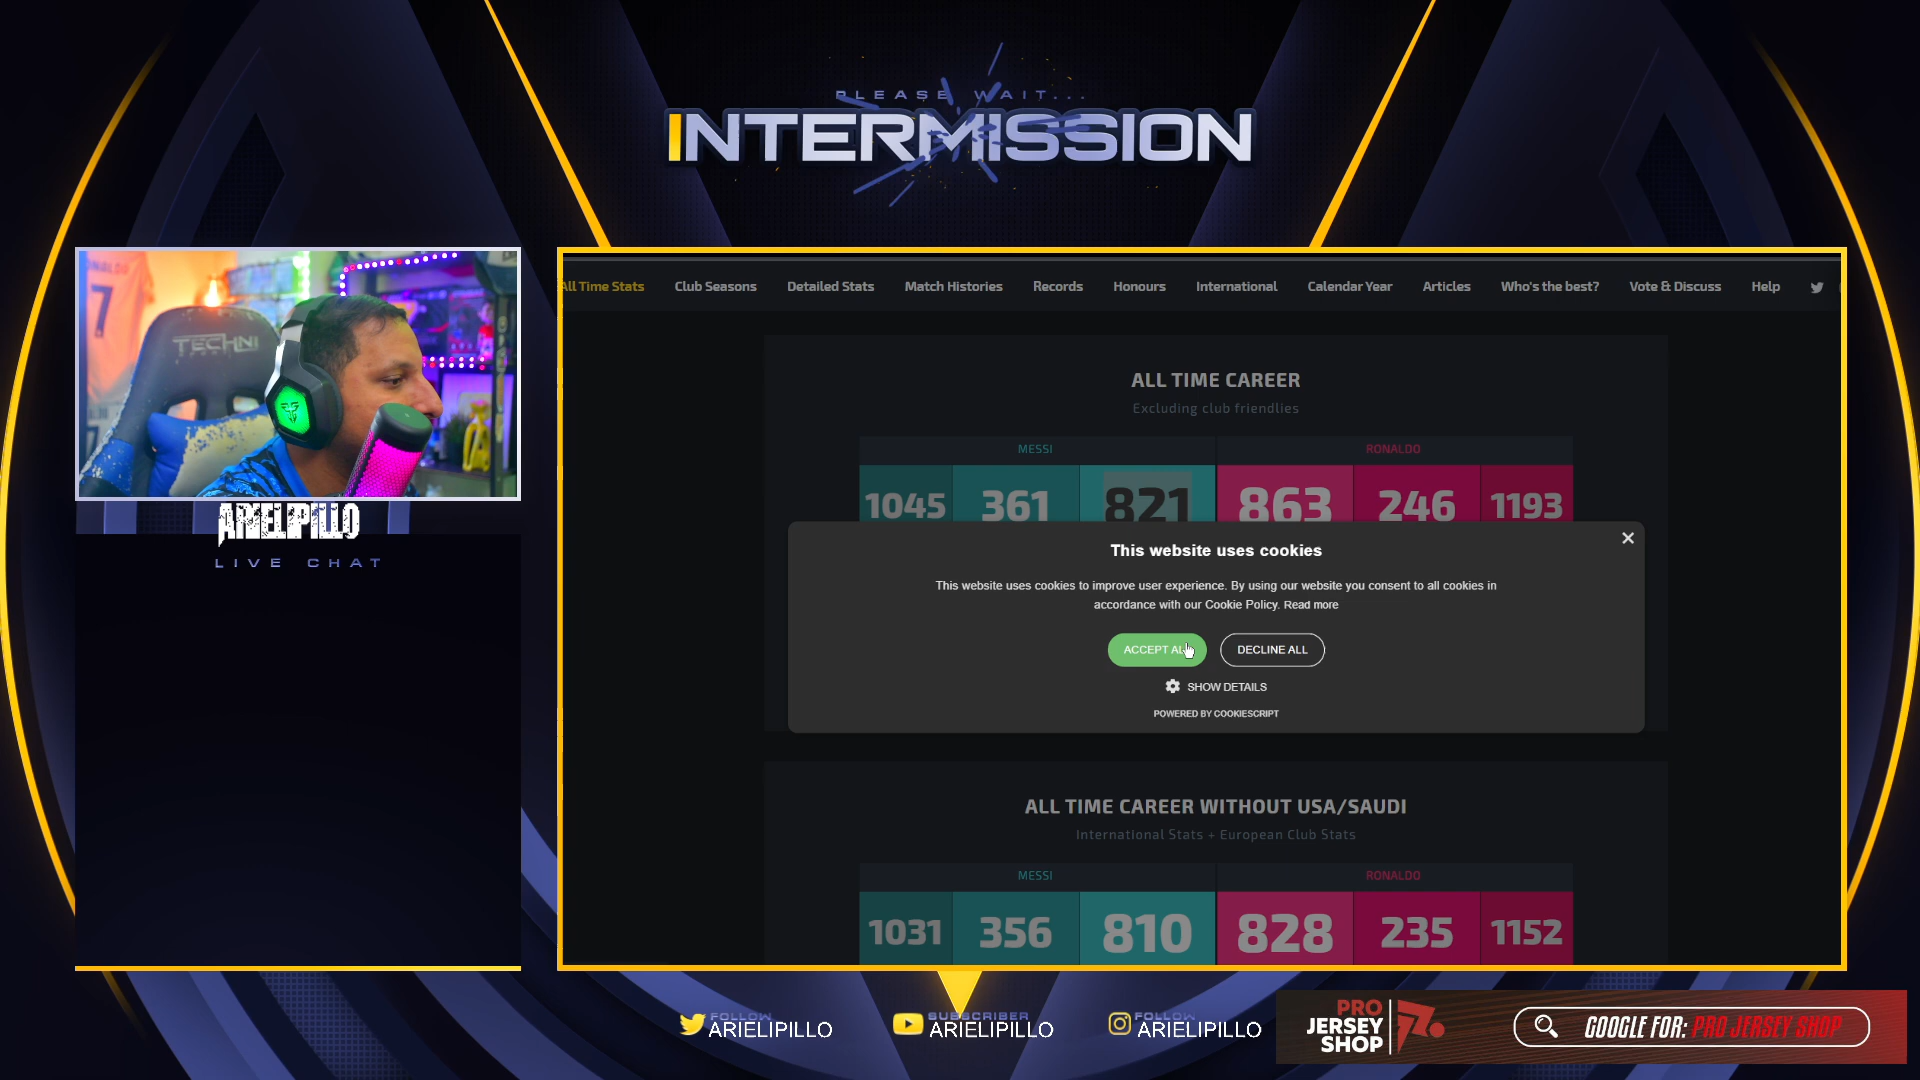 PLEASE WAIT...
INTERMISSION
RONALDO
7
TECHNI
ARIELIPILLO
LIVE CHAT
All Time Stats Club Seasons Detailed Stats Match Histories Records Honours International Calendar Year Articles Who's the best? Vote & Discuss Help
ALL TIME CAREER
Excluding club friendlies
MESSI RONALDO
1045 361 821 863 246 1193
This website uses cookies
This website uses cookies to improve user experience. By using our website you consent to all cookies in
accordance with our Cookie Policy. Read more
ACCEPT ALL DECLINE ALL
SHOW DETAILS
POWERED BY COOKIESCRIPT
ALL TIME CAREER WITHOUT USA/SAUDI
International Stats + European Club Stats
MESSI RONALDO
1031 356 810 828 235 1152
FOLLOW SUBSCRIBER FOLLOW
ARIELIPILLO ARIELIPILLO ARIELIPILLO
PRO
JERSEY
SHOP
GOOGLE FOR: PRO JERSEY SHOP